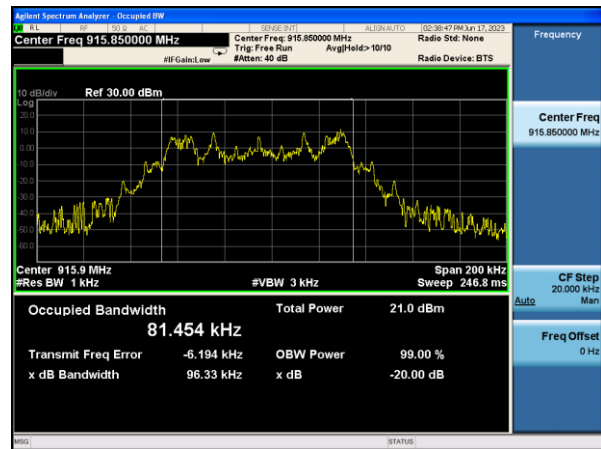 Agilent Spectrum Analyzer - Occupied BW
RL RF 50 Ω AC SENSE:INT ALIGN AUTO 02:38:47 PM Jun 17, 2023
Center Freq 915.850000 MHz
Center Freq: 915.850000 MHz
Radio Std: None
Trig: Free Run Avg|Hold:>10/10
#IFGain:Low #Atten: 40 dB Radio Device: BTS
Frequency
10 dB/div Ref 30.00 dBm
Log
20.0
10.0
0.00
-10.0
-20.0
-30.0
-40.0
-50.0
-60.0
Center Freq
915.850000 MHz
Center 915.9 MHz Span 200 kHz
#Res BW 1 kHz #VBW 3 kHz Sweep 246.8 ms
CF Step
20.000 kHz
Auto Man
Occupied Bandwidth Total Power 21.0 dBm
81.454 kHz
Transmit Freq Error -6.194 kHz OBW Power 99.00 %
x dB Bandwidth 96.33 kHz x dB -20.00 dB
Freq Offset
0 Hz
MSG STATUS